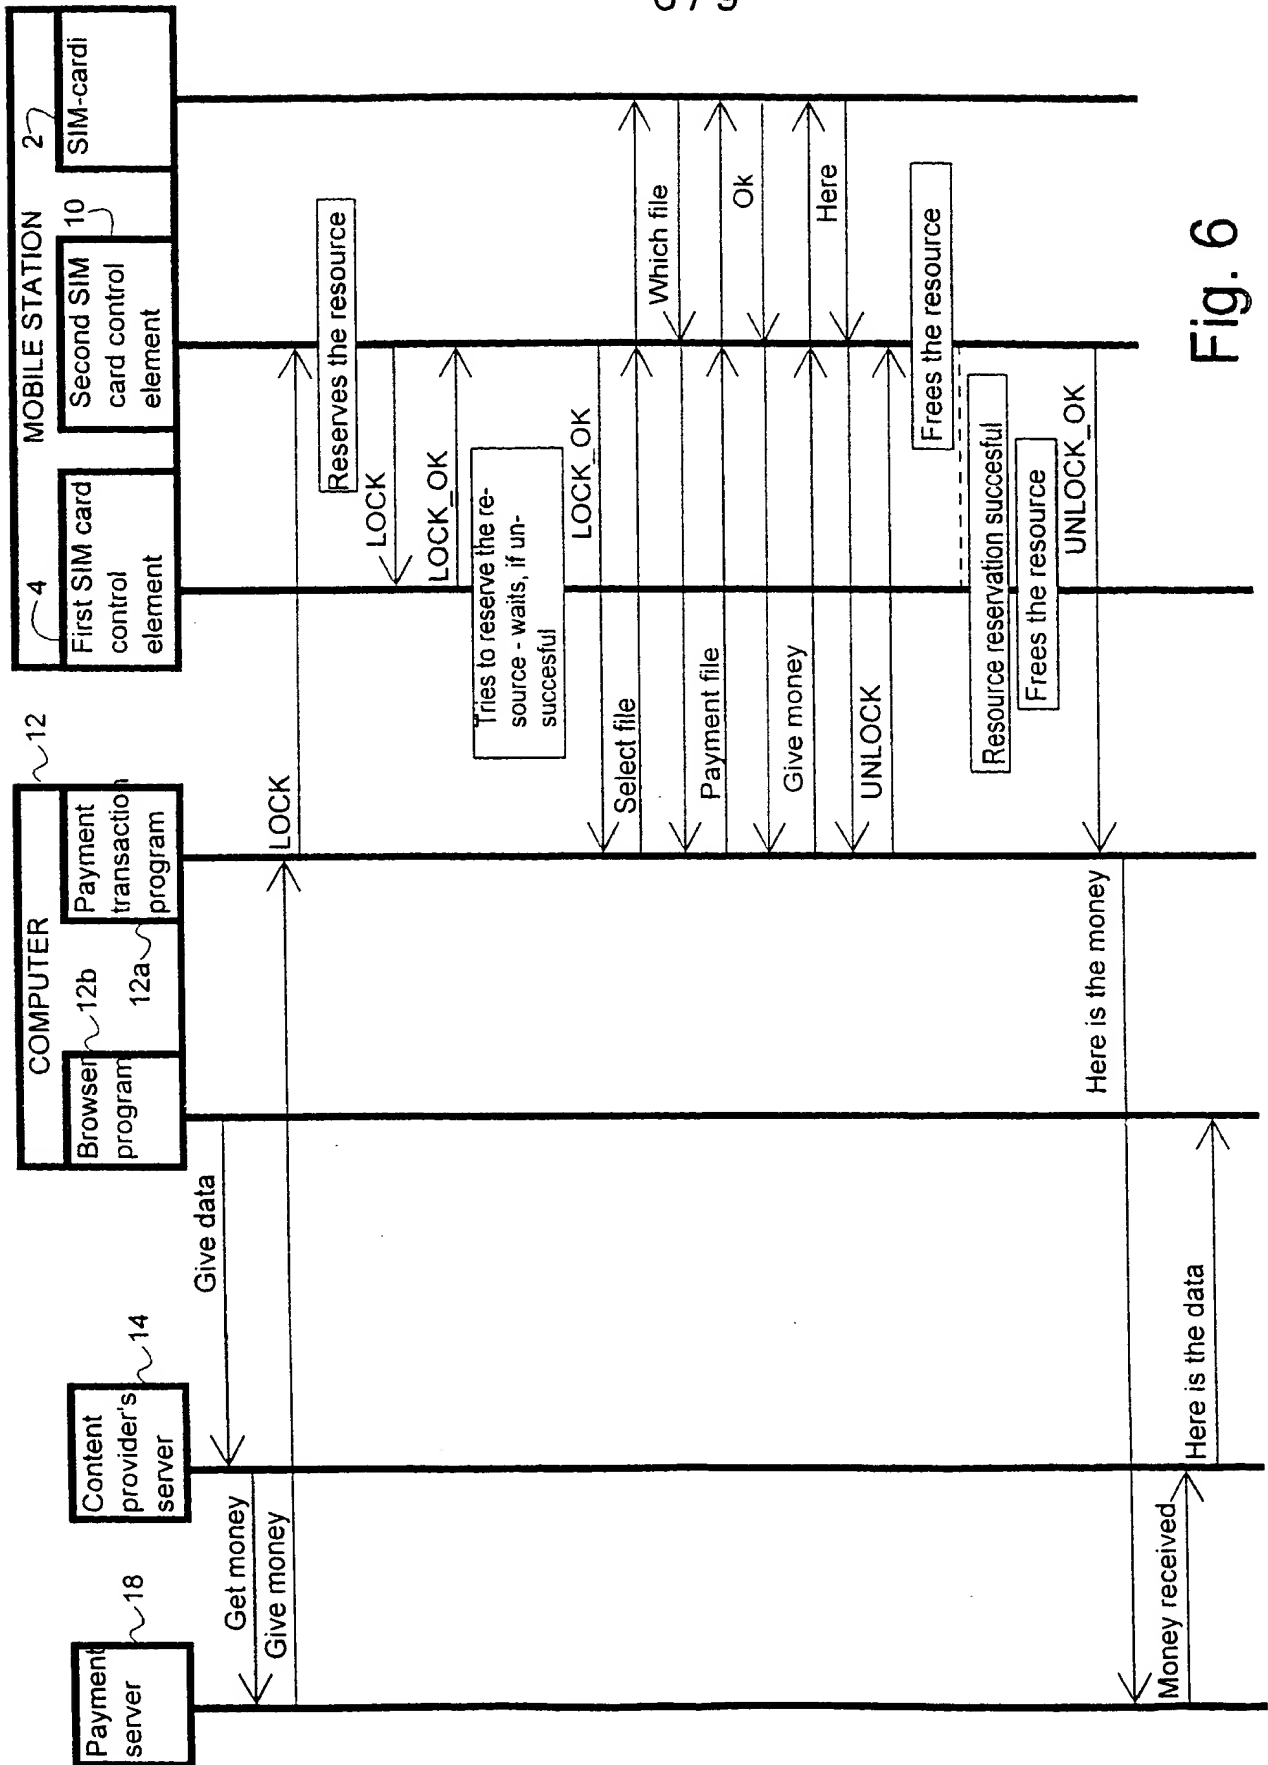 6 / 9
MOBILE STATION
2
SIM-cardi
10
Second SIM
card control
element
4
First SIM card
control
element
12
COMPUTER
Payment
transaction
program
12a
12b
Browser
program
14
Content
provider's
server
18
Payment
server
Give data
Get money
Give money
LOCK
Reserves the resource
LOCK
LOCK_OK
Tries to reserve the re-
source - waits, if un-
succesful
LOCK_OK
Select file
Which file
Payment file
Ok
Give money
Here
UNLOCK
Frees the resource
Resource reservation succesful
Frees the resource
UNLOCK_OK
Here is the money
Money received
Here is the data
Fig. 6